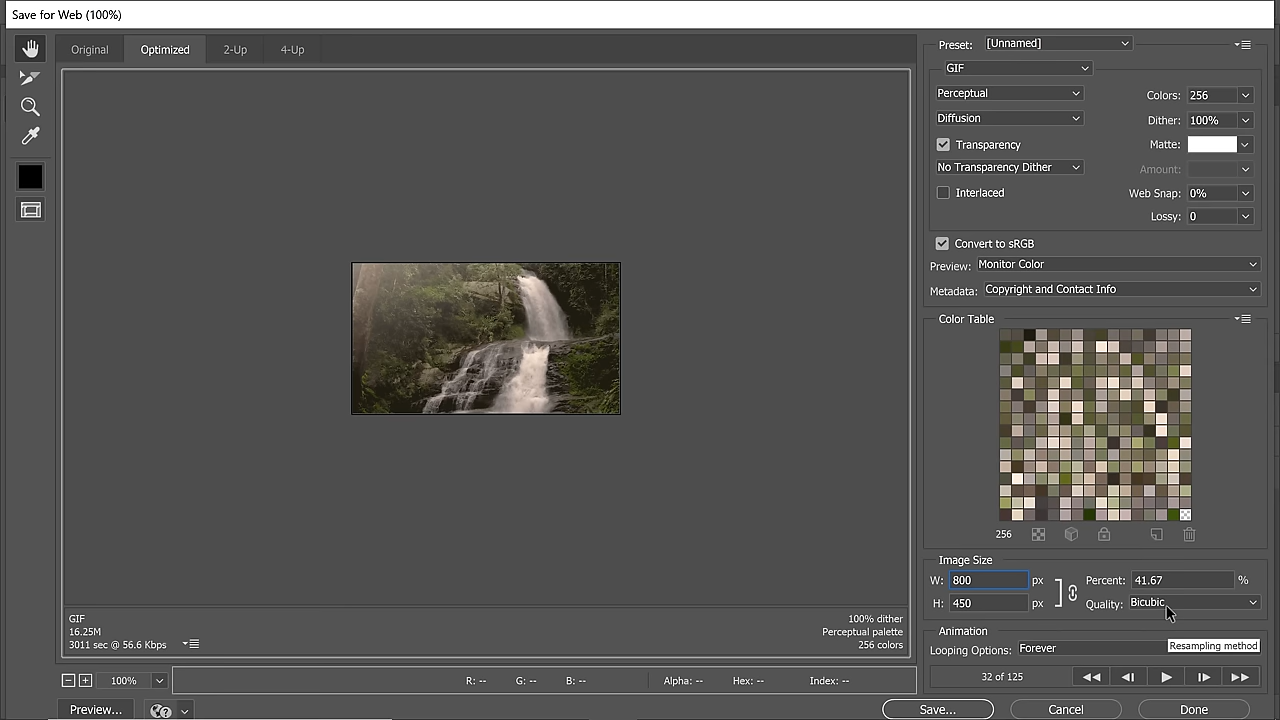 Save for Web (100%)
Original
Optimized
2-Up
4-Up
Preset: [Unnamed]
GIF
Perceptual
Colors: 256
Diffusion
Dither: 100%
Transparency
Matte:
No Transparency Dither
Amount:
Interlaced
Web Snap: 0%
Lossy: 0
Convert to sRGB
Preview: Monitor Color
Metadata: Copyright and Contact Info
Color Table
256
Image Size
W: 800 px
Percent: 41.67 %
H: 450 px
Quality: Bicubic
GIF
16.25M
3011 sec @ 56.6 Kbps
100% dither
Perceptual palette
256 colors
Animation
Looping Options: Forever
Resampling method
100%
R: --
G: --
B: --
Alpha: --
Hex: --
Index: --
32 of 125
Preview...
Save...
Cancel
Done